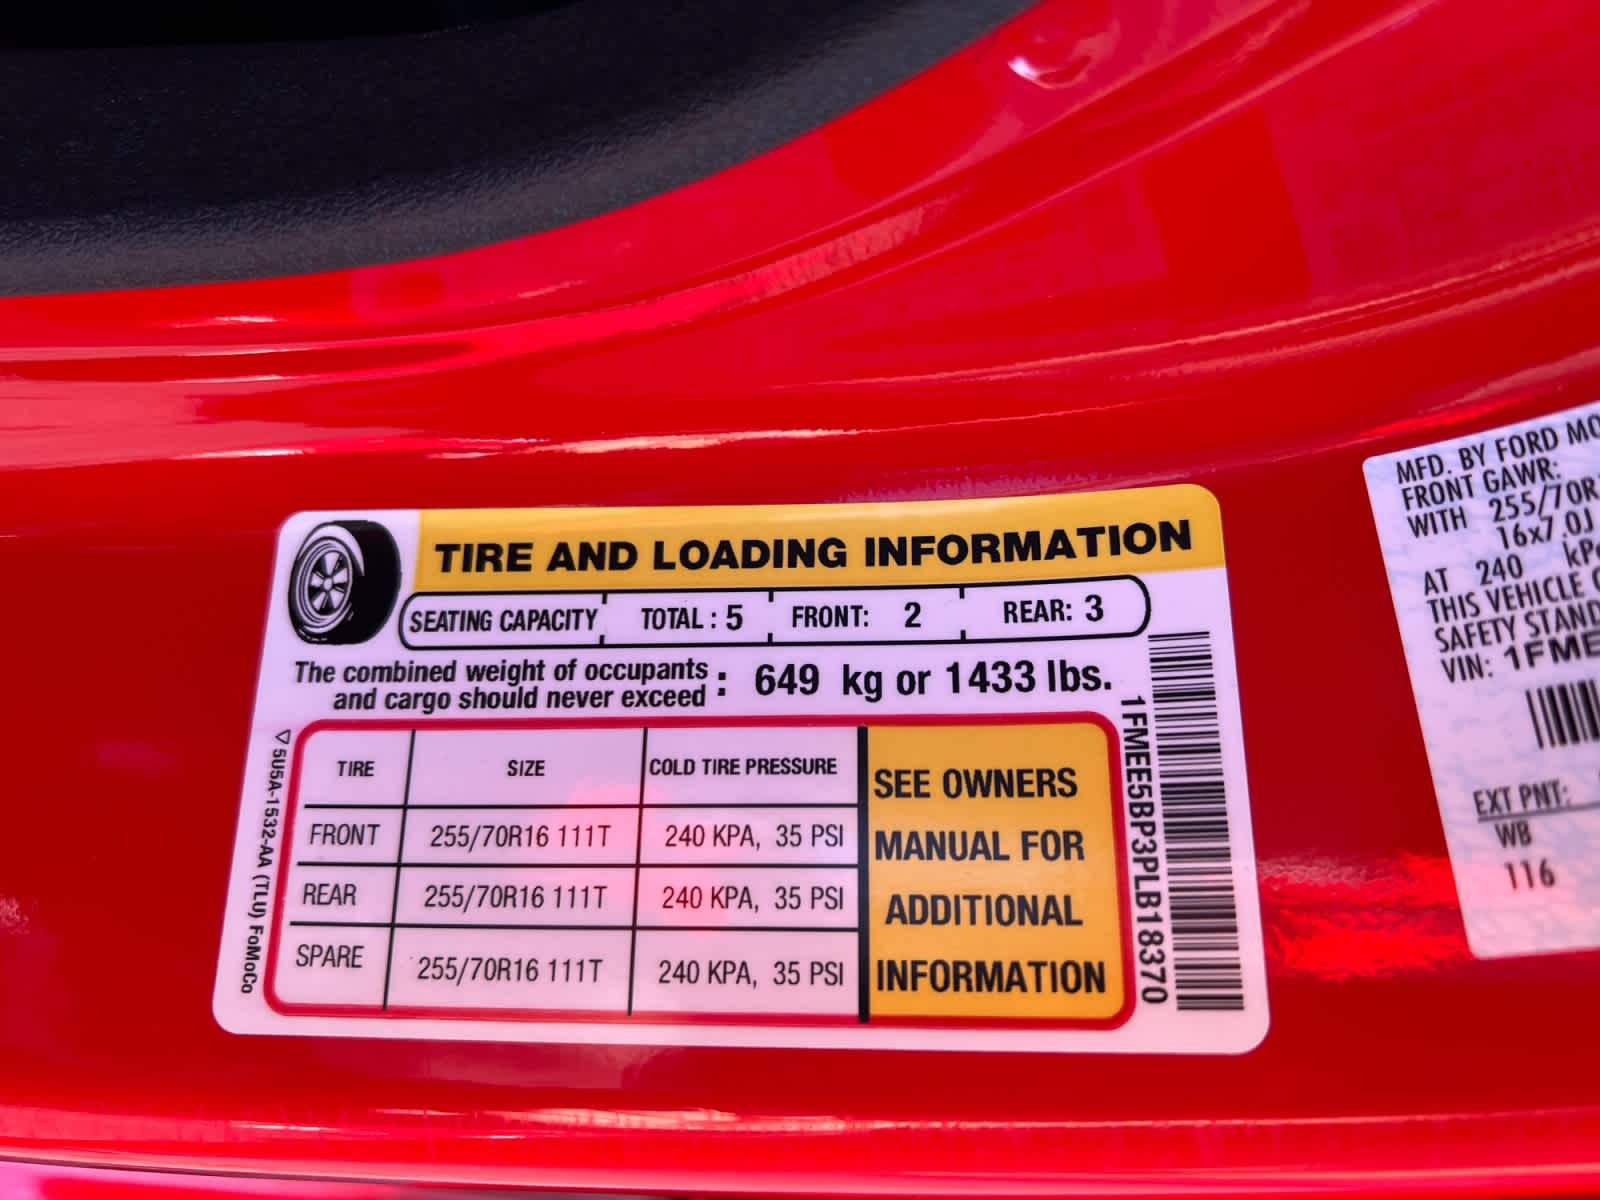 TIRE AND LOADING INFORMATION
SEATING CAPACITY TOTAL : 5 FRONT: 2 REAR: 3
The combined weight of occupants
and cargo should never exceed : 649 kg or 1433 lbs.
TIRE SIZE COLD TIRE PRESSURE
FRONT 255/70R16 111T 240 KPA, 35 PSI
REAR 255/70R16 111T 240 KPA, 35 PSI
SPARE 255/70R16 111T 240 KPA, 35 PSI
SEE OWNERS
MANUAL FOR
ADDITIONAL
INFORMATION
1FMEE5BP3PLB18370
5U5A-1532-AA (TLU) FoMoCo
MFD. BY FORD MO
FRONT GAWR:
WITH 255/70R
16x7.0J
AT 240 kPa
THIS VEHICLE
SAFETY STAND
VIN: 1FME
EXT PNT:
WB
116